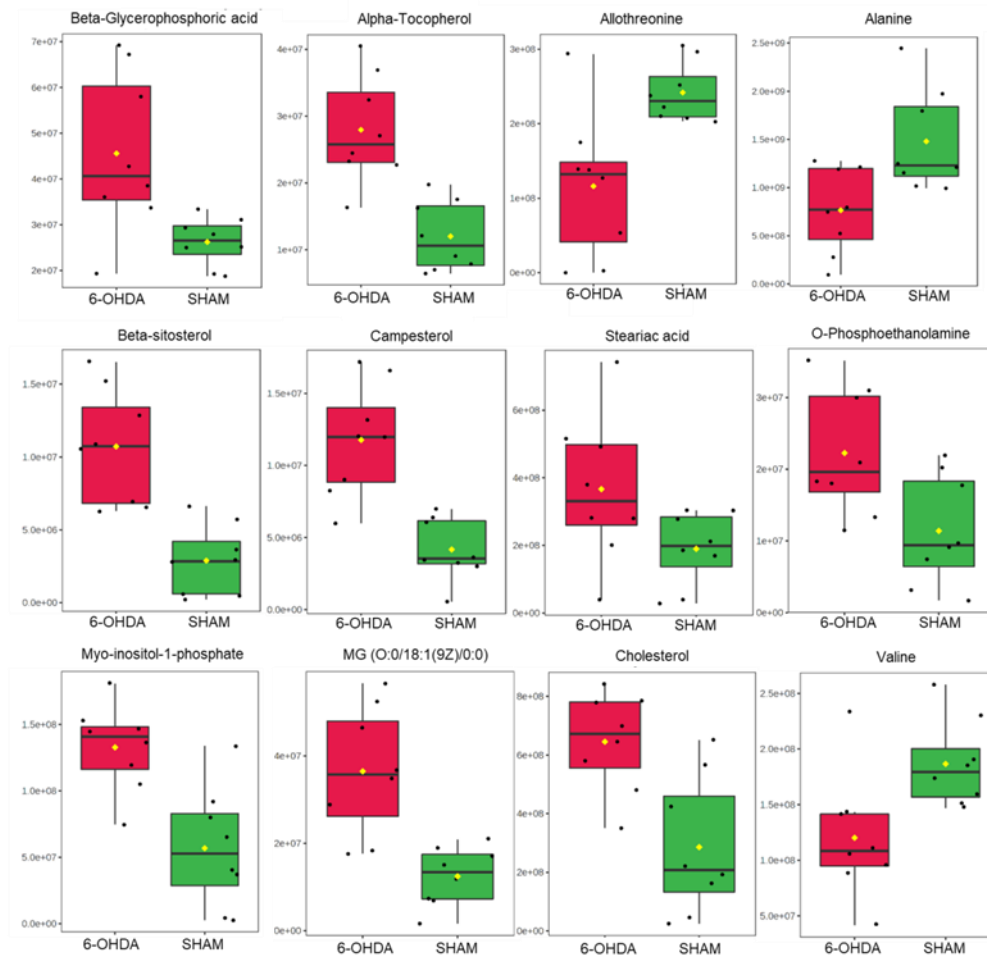 Beta-Glycerophosphoric acid
7e+07
6e+07
5e+07
4e+07
3e+07
2e+07
6-OHDA SHAM
Alpha-Tocopherol
4e+07
3e+07
2e+07
1e+07
6-OHDA SHAM
Allothreonine
3e+08
2e+08
1e+08
0e+00
6-OHDA SHAM
Alanine
2.5e+09
2.0e+09
1.5e+09
1.0e+09
5.0e+08
0.0e+00
6-OHDA SHAM
Beta-sitosterol
1.5e+07
1.0e+07
5.0e+06
0.0e+00
6-OHDA SHAM
Campesterol
1.5e+07
1.0e+07
5.0e+06
0.0e+00
6-OHDA SHAM
Steariac acid
6e+08
4e+08
2e+08
0e+00
6-OHDA SHAM
O-Phosphoethanolamine
3e+07
2e+07
1e+07
0e+00
6-OHDA SHAM
Myo-inositol-1-phosphate
1.5e+08
1.0e+08
5.0e+07
0.0e+00
6-OHDA SHAM
MG (O:0/18:1(9Z)/0:0)
4e+07
2e+07
0e+00
6-OHDA SHAM
Cholesterol
8e+08
6e+08
4e+08
2e+08
0e+00
6-OHDA SHAM
Valine
2.5e+08
2.0e+08
1.5e+08
1.0e+08
5.0e+07
6-OHDA SHAM